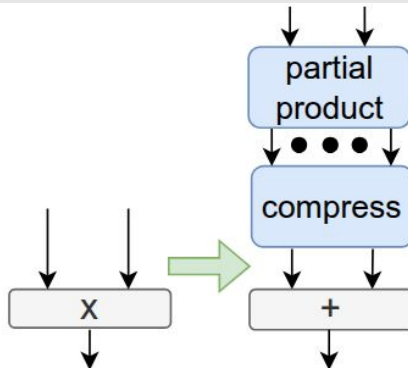 partial
product
compress
x
+